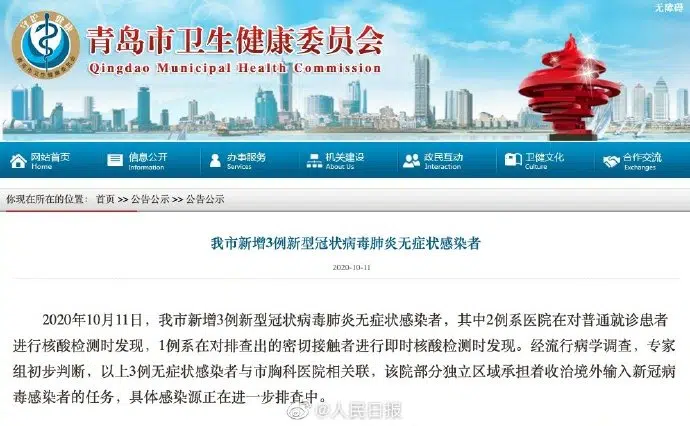 无障碍
青岛市卫生健康委员会
Qingdao Municipal Health Commission
网站首页 信息公开 办事服务 机关建设 政民互动 卫健文化 合作交流
Home Information Services About Us Interaction Culture Exchanges
你现在所在的位置: 首页 >> 公告公示 >> 公告公示
我市新增3例新型冠状病毒肺炎无症状感染者
2020-10-11
2020年10月11日，我市新增3例新型冠状病毒肺炎无症状感染者，其中2例系医院在对普通就诊患者
进行核酸检测时发现，1例系在对排查出的密切接触者进行即时核酸检测时发现。经流行病学调查，专家
组初步判断，以上3例无症状感染者与市胸科医院相关联，该院部分独立区域承担着收治境外输入新冠病
毒感染者的任务，具体感染源正在进一步排查中。
@人民日报